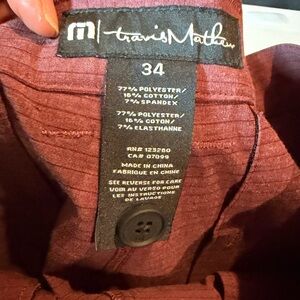 m travisMathew
34
77% POLYESTER/
16% COTTON/
7% SPANDEX
77% POLYESTER/
16% COTON/
7% ELASTHANNE
RN# 123780
CA# 07099
MADE IN CHINA
FABRIQUE EN CHINE
SEE REVERSE FOR CARE
VOIR AU VERSO POUR
LES INSTRUCTIONS
DE LAVAGE